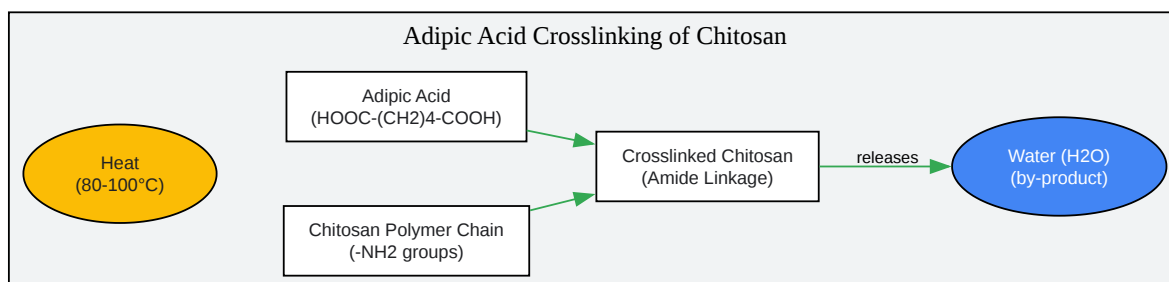 Adipic Acid Crosslinking of Chitosan
Adipic Acid
(HOOC-(CH2)4-COOH)
Heat
(80-100°C)
Crosslinked Chitosan
(Amide Linkage)
releases
Water (H2O)
(by-product)
Chitosan Polymer Chain
(-NH2 groups)